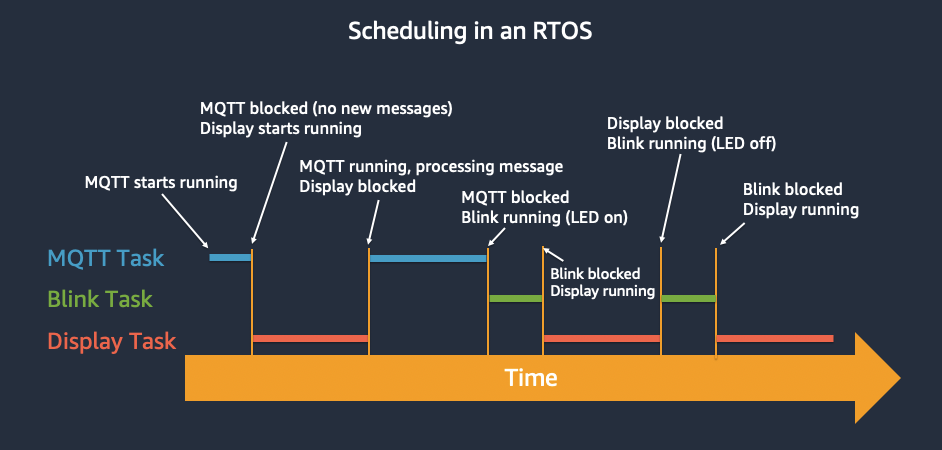 Scheduling in an RTOS
MQTT blocked (no new messages)
Display starts running
Display blocked
Blink running (LED off)
MQTT running, processing message
Display blocked
MQTT starts running
MQTT blocked
Blink running (LED on)
Blink blocked
Display running
MQTT Task
Blink blocked
Display running
Blink Task
Display Task
Time